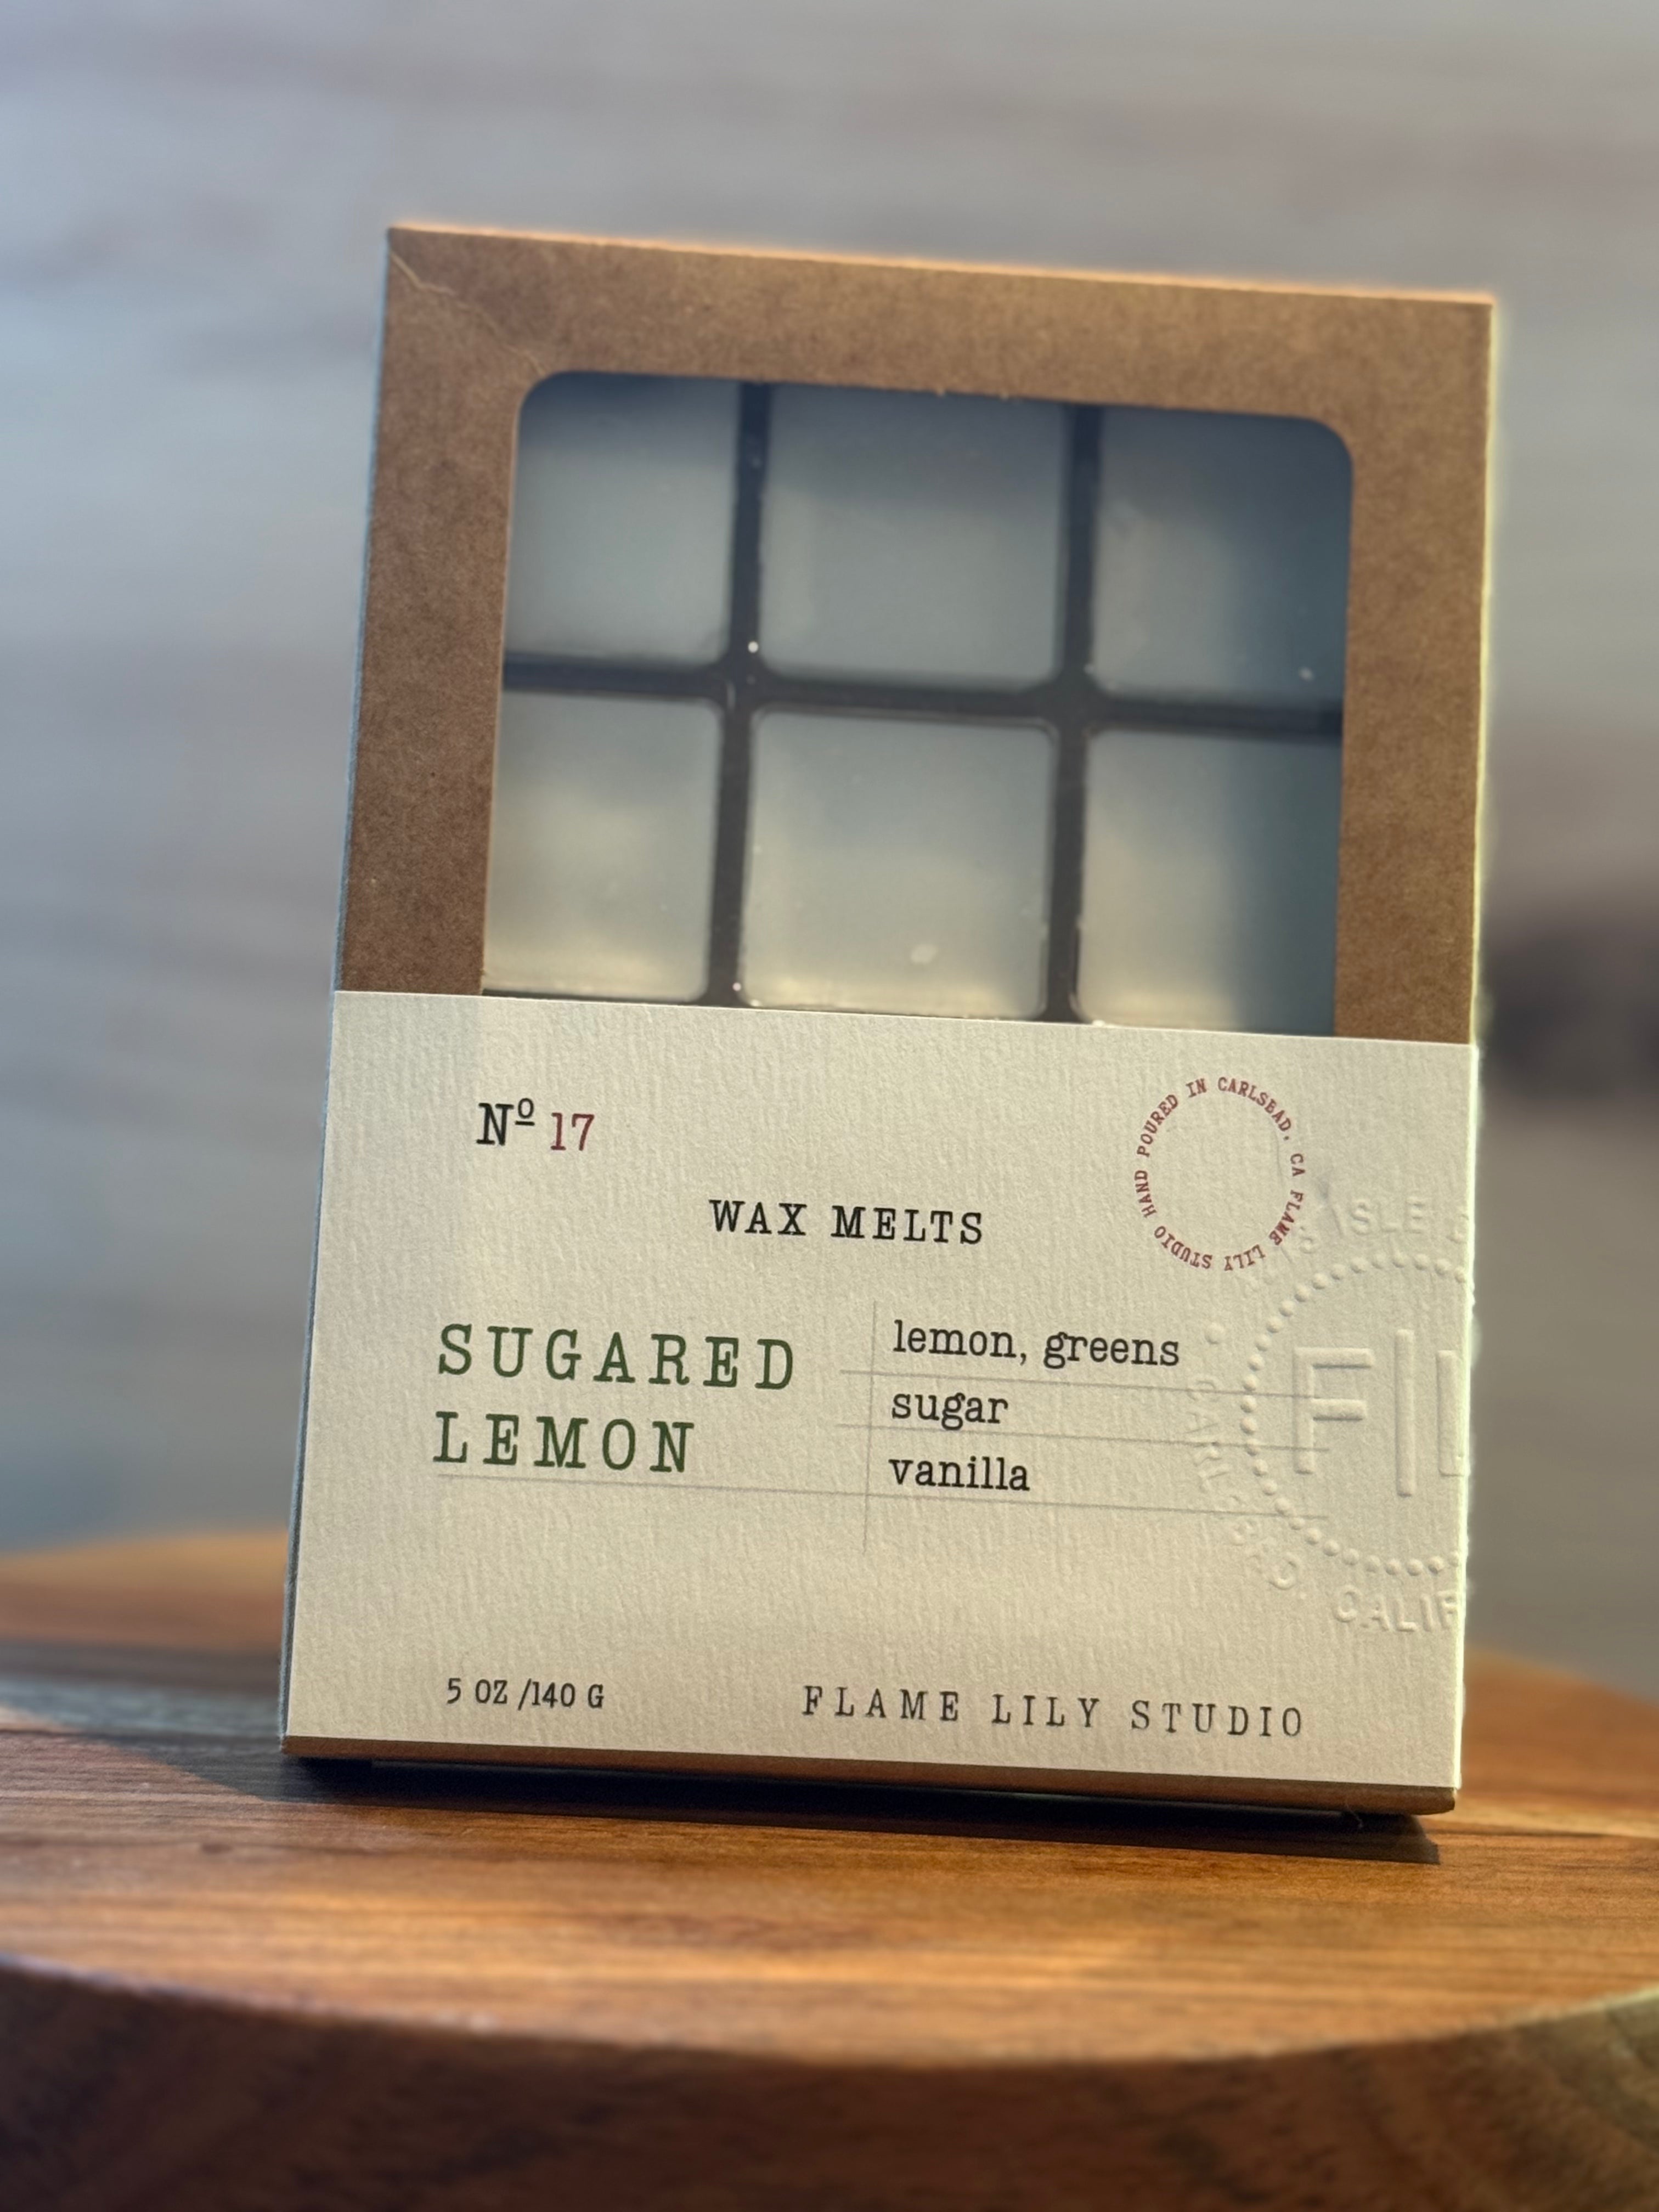 Nº 17
HAND POURED IN CARLSBAD, CA FLAME LILY STUDIO
WAX MELTS
SUGARED
LEMON
lemon, greens
sugar
vanilla
5 OZ /140 G
FLAME LILY STUDIO